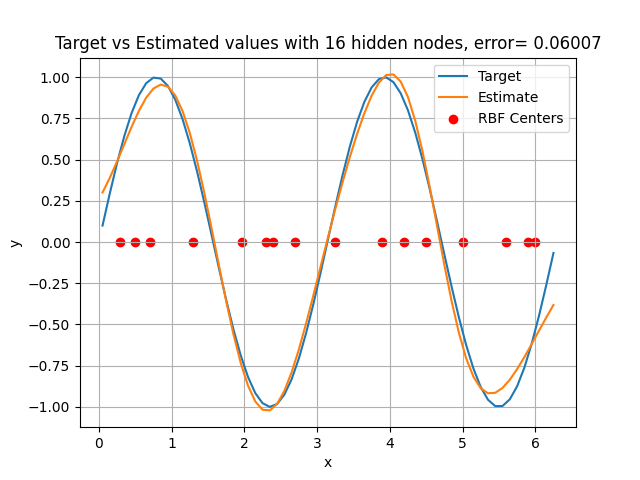 Target vs Estimated values with 16 hidden nodes, error= 0.06007
Target
Estimate
RBF Centers
1.00
0.75
0.50
0.25
0.00
−0.25
−0.50
−0.75
−1.00
y
0 1 2 3 4 5 6
x